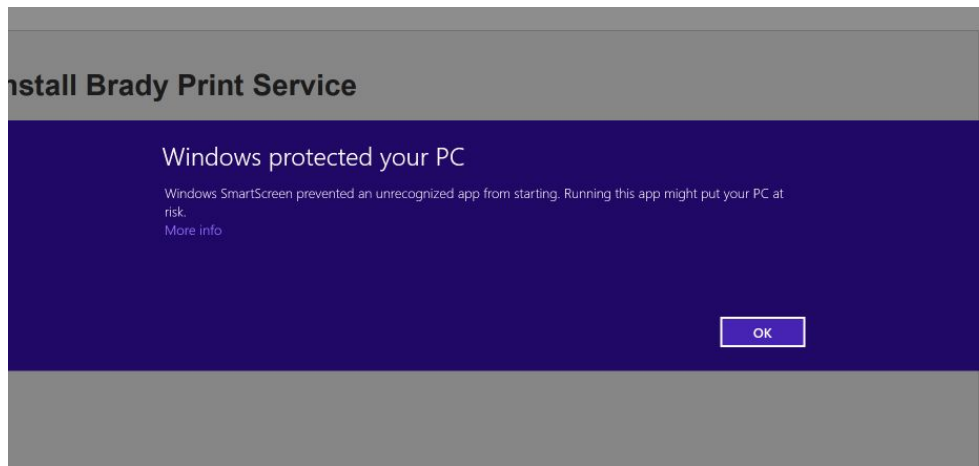 nstall Brady Print Service
Windows protected your PC
Windows SmartScreen prevented an unrecognized app from starting. Running this app might put your PC at
risk.
More info
OK